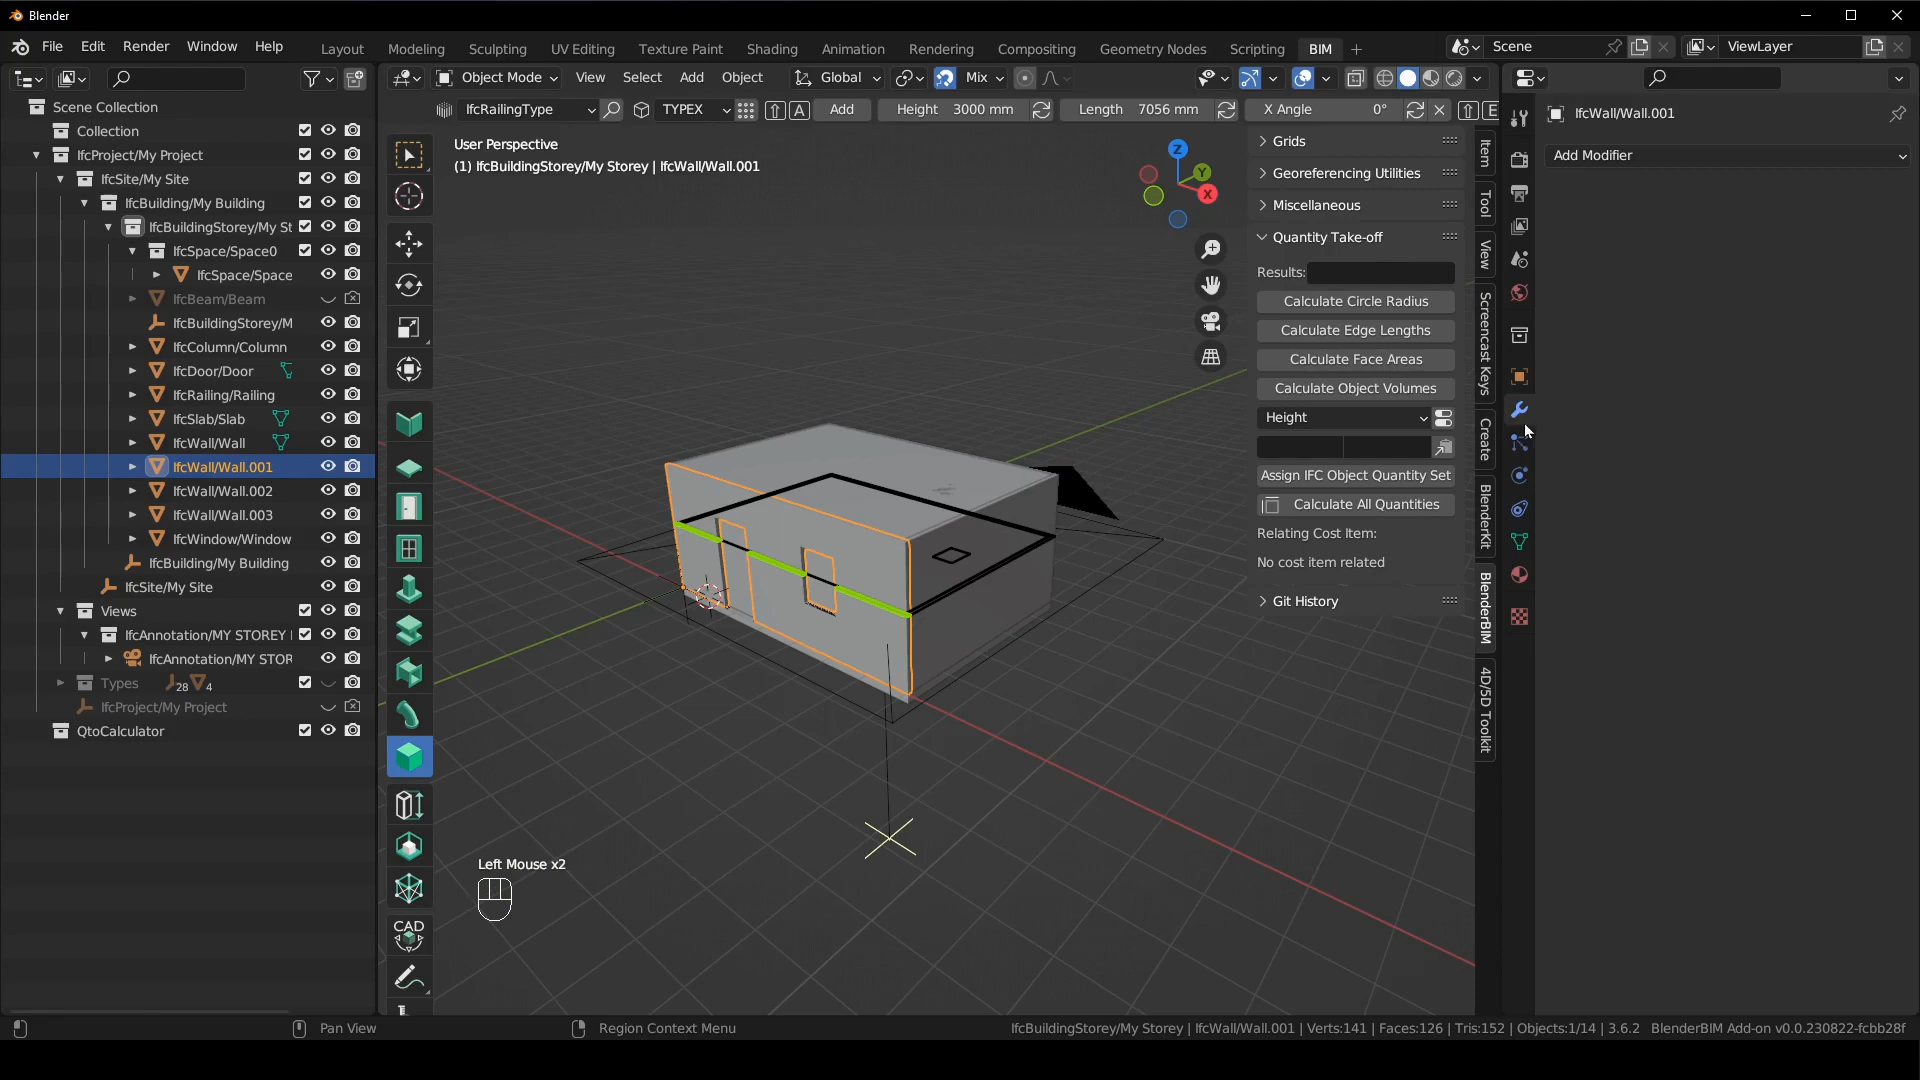 Blender
File Edit Render Window Help Layout Modeling Sculpting UV Editing Texture Paint Shading Animation Rendering Compositing Geometry Nodes Scripting BIM + Scene ViewLayer
Object Mode View Select Add Object Global Mix
IfcRailingType TYPEX A Add Height 3000 mm Length 7056 mm X Angle 0° E
Scene Collection
Collection
IfcProject/My Project
IfcSite/My Site
IfcBuilding/My Building
IfcBuildingStorey/My St
IfcSpace/Space0
IfcSpace/Space
IfcBeam/Beam
IfcBuildingStorey/M
IfcColumn/Column
IfcDoor/Door
IfcRailing/Railing
IfcSlab/Slab
IfcWall/Wall
IfcWall/Wall.001
IfcWall/Wall.002
IfcWall/Wall.003
IfcWindow/Window
IfcBuilding/My Building
IfcSite/My Site
Views
IfcAnnotation/MY STOREY
IfcAnnotation/MY STOR
Types 28 4
IfcProject/My Project
QtoCalculator
User Perspective
(1) IfcBuildingStorey/My Storey | IfcWall/Wall.001
Z
Y
X
CAD
Left Mouse x2
Grids
Georeferencing Utilities
Miscellaneous
Quantity Take-off
Results:
Calculate Circle Radius
Calculate Edge Lengths
Calculate Face Areas
Calculate Object Volumes
Height
Assign IFC Object Quantity Set
Calculate All Quantities
Relating Cost Item:
No cost item related
Git History
Item
Tool
View
Screencast Keys
Create
BlenderKit
BlenderBIM
4D/5D Toolkit
IfcWall/Wall.001
Add Modifier
Pan View Region Context Menu IfcBuildingStorey/My Storey | IfcWall/Wall.001 | Verts:141 | Faces:126 | Tris:152 | Objects:1/14 | 3.6.2 BlenderBIM Add-on v0.0.230822-fcbb28f